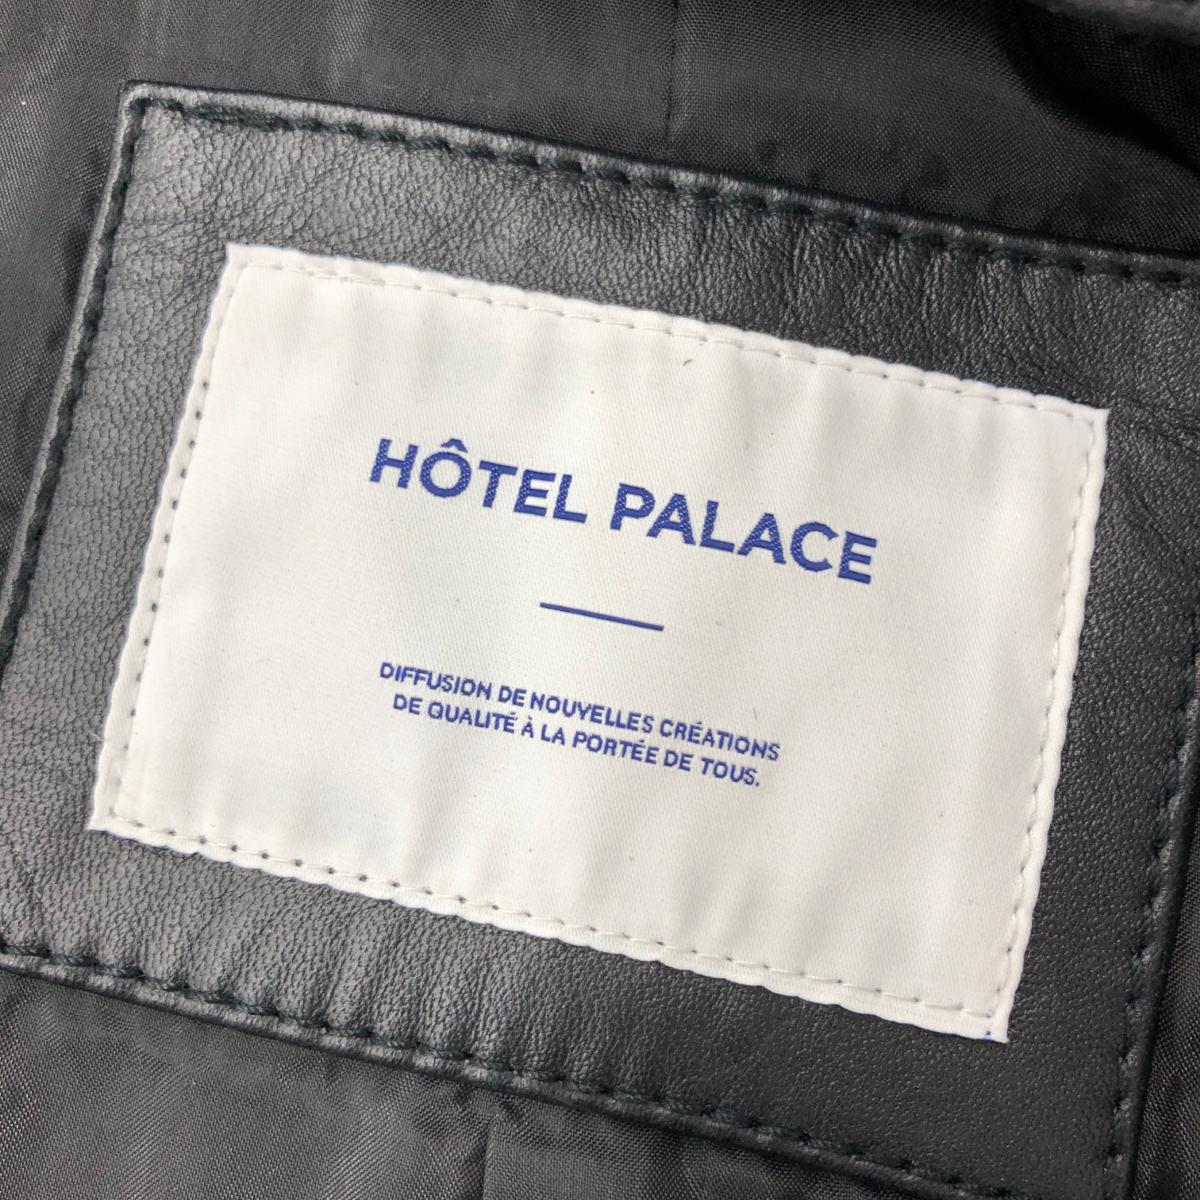 HÔTEL PALACE
DIFFUSION DE NOUVELLES CRÉATIONS
DE QUALITÉ À LA PORTÉE DE TOUS.